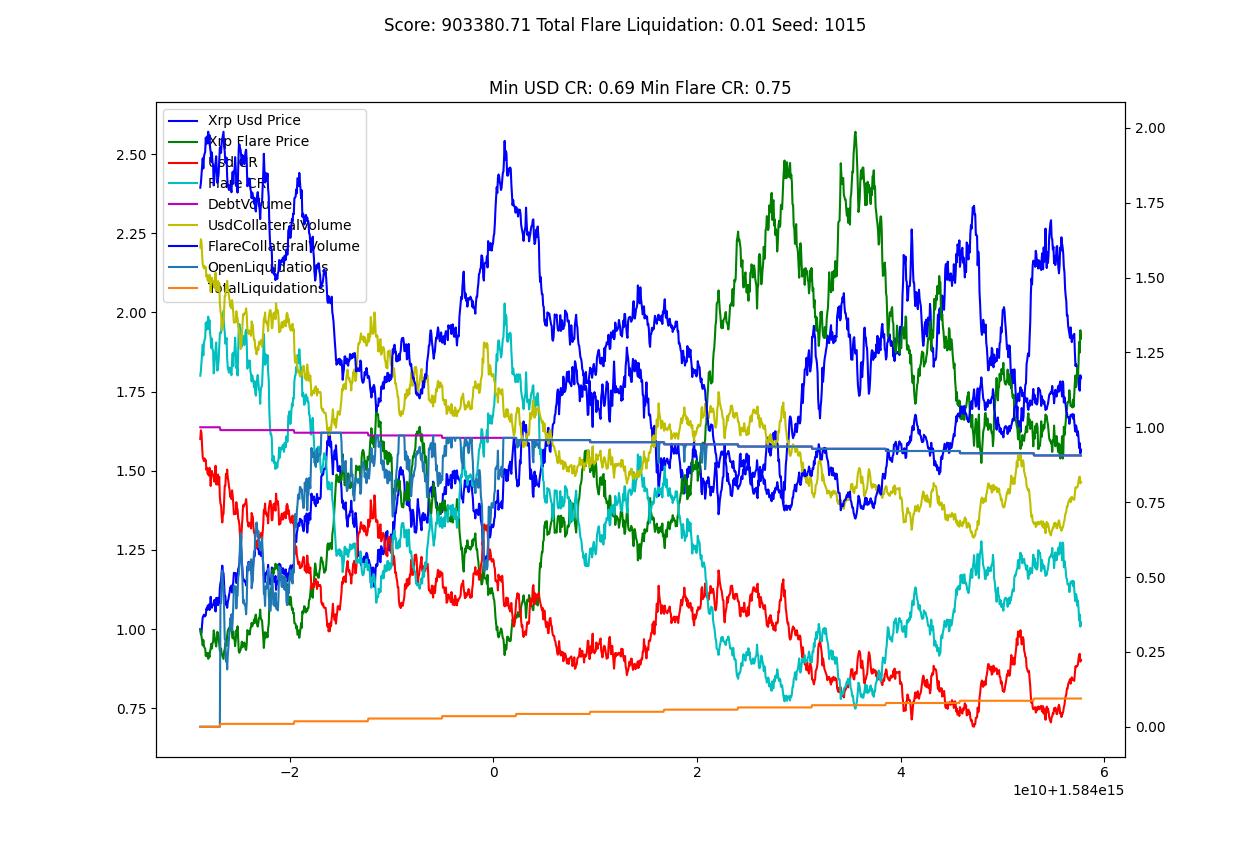 Score: 903380.71 Total Flare Liquidation: 0.01 Seed: 1015
Min USD CR: 0.69 Min Flare CR: 0.75
Xrp Usd Price
Xrp Flare Price
Usd CR
Flare CR
DebtVolume
UsdCollateralVolume
FlareCollateralVolume
OpenLiquidations
TotalLiquidations
2.50
2.25
2.00
1.75
1.50
1.25
1.00
0.75
2.00
1.75
1.50
1.25
1.00
0.75
0.50
0.25
0.00
−2 0 2 4 6
1e10+1.584e15